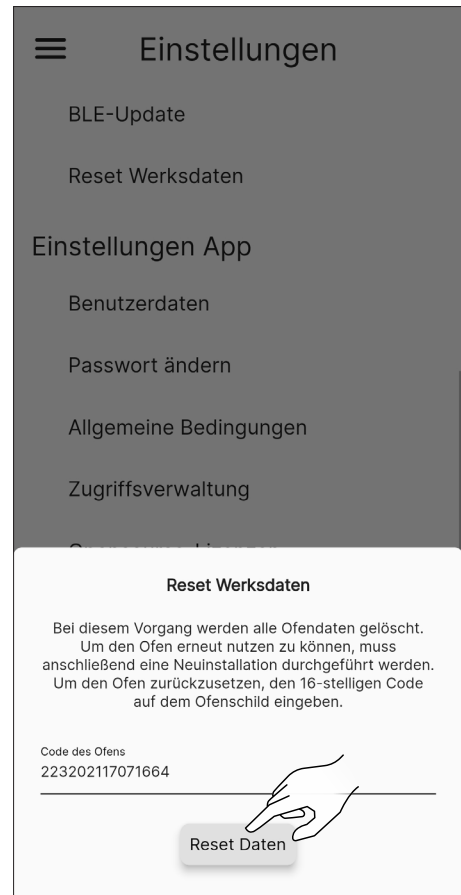 Einstellungen
BLE-Update
Reset Werksdaten
Einstellungen App
Benutzerdaten
Passwort ändern
Allgemeine Bedingungen
Zugriffsverwaltung
Reset Werksdaten
Bei diesem Vorgang werden alle Ofendaten gelöscht.
Um den Ofen erneut nutzen zu können, muss
anschließend eine Neuinstallation durchgeführt werden.
Um den Ofen zurückzusetzen, den 16-stelligen Code
auf dem Ofenschild eingeben.
Code des Ofens
223202117071664
Reset Daten